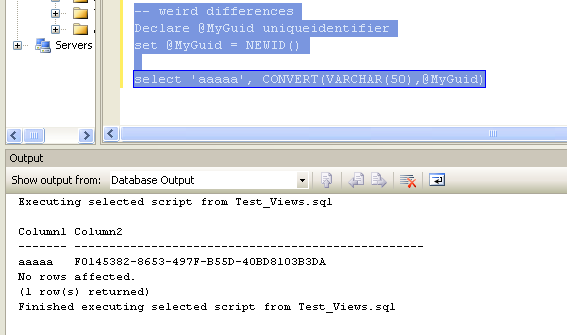 -- weird differences
Declare @MyGuid uniqueidentifier
set @MyGuid = NEWID()
select 'aaaaa', CONVERT(VARCHAR(50),@MyGuid)
Servers
Output
Show output from: Database Output
Executing selected script from Test_Views.sql
Column1 Column2
------- ----------------------------------------------
aaaaa F0145382-8653-497F-B55D-40BD8103B3DA
No rows affected.
(1 row(s) returned)
Finished executing selected script from Test_Views.sql